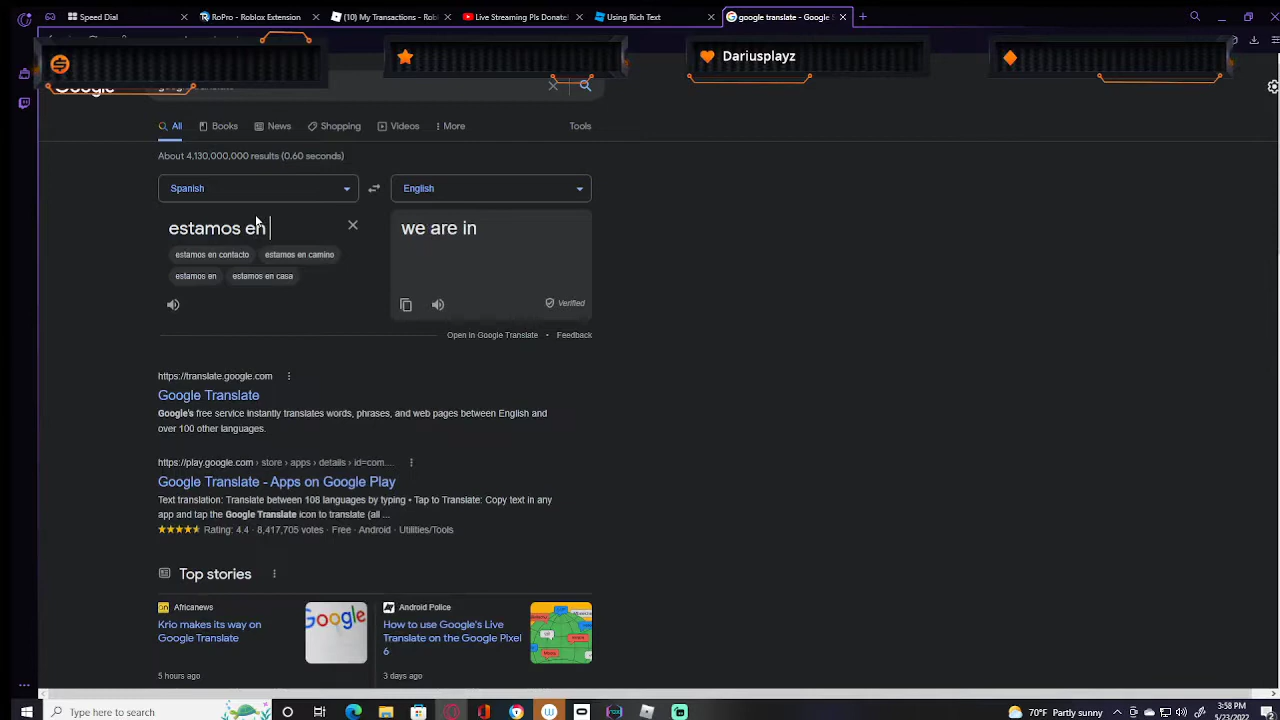 Speed Dial
RoPro - Roblox Extension
(10) My Transactions - Robl
Live Streaming Pls Donate!
Using Rich Text
google translate - Google S
Dariusplayz
Google
All
Books
News
Shopping
Videos
More
Tools
About 4,130,000,000 results (0.60 seconds)
Spanish
English
estamos en
we are in
estamos en contacto
estamos en camino
estamos en
estamos en casa
Verified
Open in Google Translate • Feedback
https://translate.google.com
Google Translate
Google's free service instantly translates words, phrases, and web pages between English and
over 100 other languages.
https://play.google.com › store › apps › details › id=com....
Google Translate - Apps on Google Play
Text translation: Translate between 108 languages by typing • Tap to Translate: Copy text in any
app and tap the Google Translate icon to translate (all ...
Rating: 4.4 · 8,417,705 votes · Free · Android · Utilities/Tools
Top stories
Africanews
Krio makes its way on
Google Translate
5 hours ago
Google
Android Police
How to use Google's Live
Translate on the Google Pixel
6
3 days ago
Type here to search
70°F Partly sunny
3:58 PM
5/23/2022